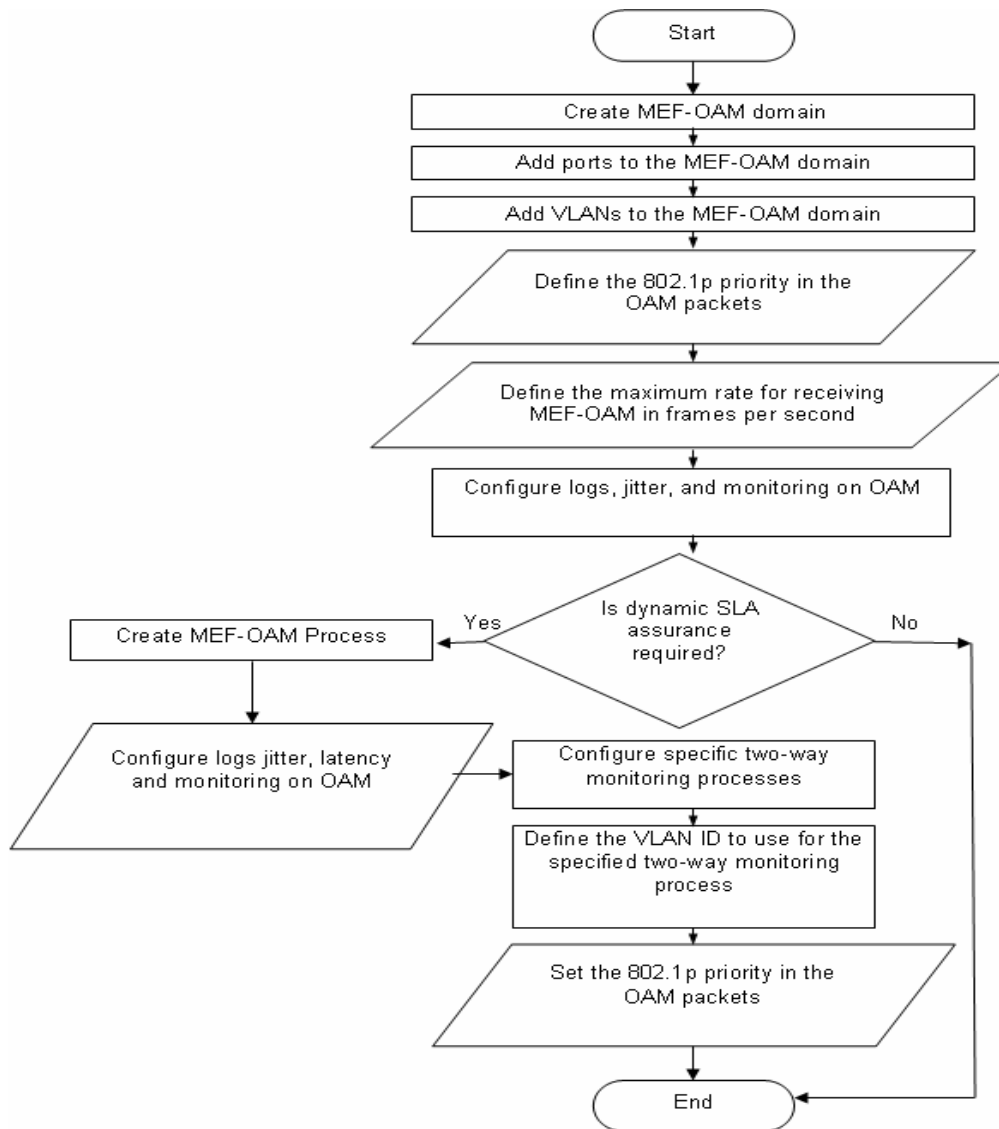 Start
Create MEF-OAM domain
Add ports to the MEF-OAM domain
Add VLANs to the MEF-OAM domain
Define the 802.1p priority in the
OAM packets
Define the maximum rate for receiving
MEF-OAM in frames per second
Configure logs, jitter, and monitoring on OAM
Is dynamic SLA
assurance
required?
Yes
No
Create MEF-OAM Process
Configure logs jitter, latency
and monitoring on OAM
Configure specific two-way
monitoring processes
Define the VLAN ID to use for the
specified two-way monitoring
process
Set the 802.1p priority in the
OAM packets
End